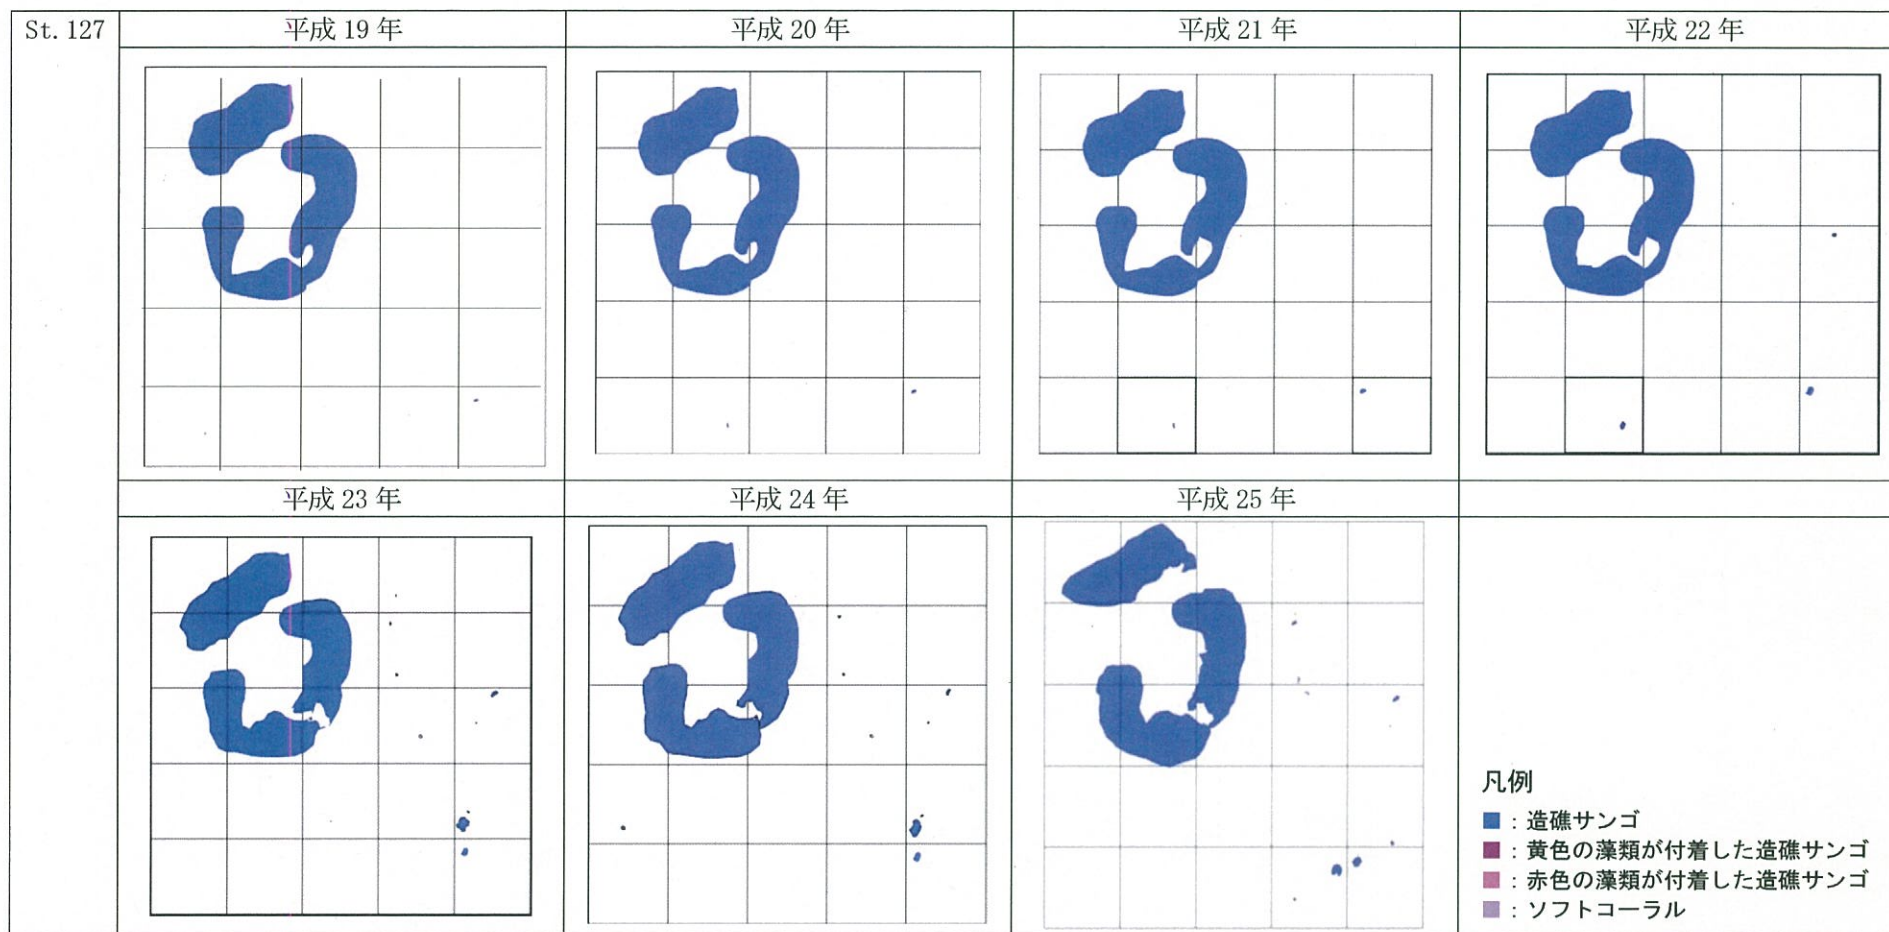 St. 127
平成 19 年
平成 20 年
平成 21 年
平成 22 年
平成 23 年
平成 24 年
平成 25 年
凡例
：造礁サンゴ
：黄色の藻類が付着した造礁サンゴ
：赤色の藻類が付着した造礁サンゴ
：ソフトコーラル